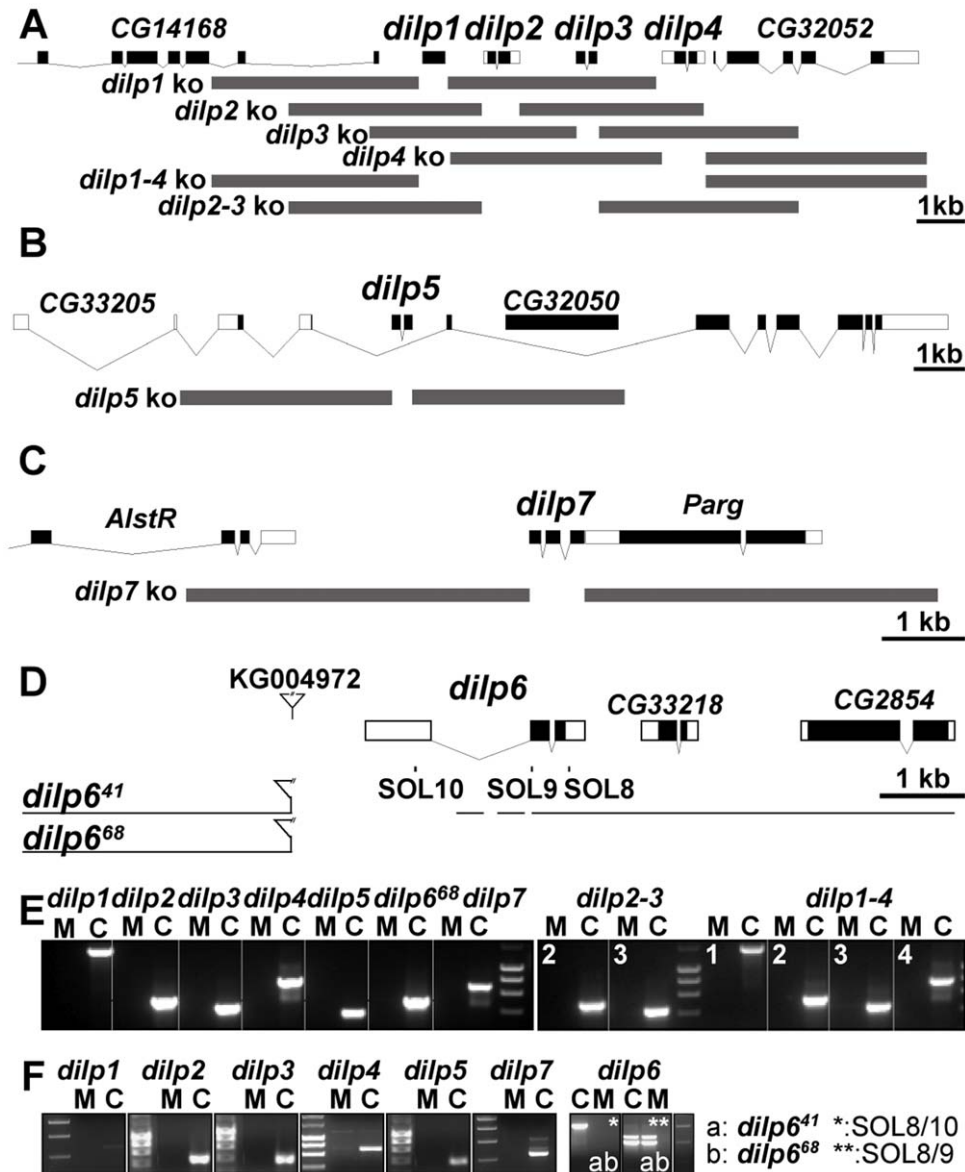 A
CG14168 dilp1 dilp2 dilp3 dilp4 CG32052
dilp1 ko
dilp2 ko
dilp3 ko
dilp4 ko
dilp1-4 ko
dilp2-3 ko
1kb
B
CG33205 dilp5 CG32050
1kb
dilp5 ko
C
AlstR dilp7 Parg
dilp7 ko
1 kb
D
KG004972 dilp6 CG33218 CG2854
SOL10 SOL9 SOL8 1 kb
dilp641
dilp668
E
dilp1 dilp2 dilp3 dilp4 dilp5 dilp668 dilp7 dilp2-3 dilp1-4
M C M C M C M C M C M C M C M C M C M C M C M C M C
2 3 1 2 3 4
F
dilp1 dilp2 dilp3 dilp4 dilp5 dilp7 dilp6
M C M C M C M C M C M C C M C M
* ** a: dilp641 *:SOL8/10
ab ab b: dilp668 **:SOL8/9